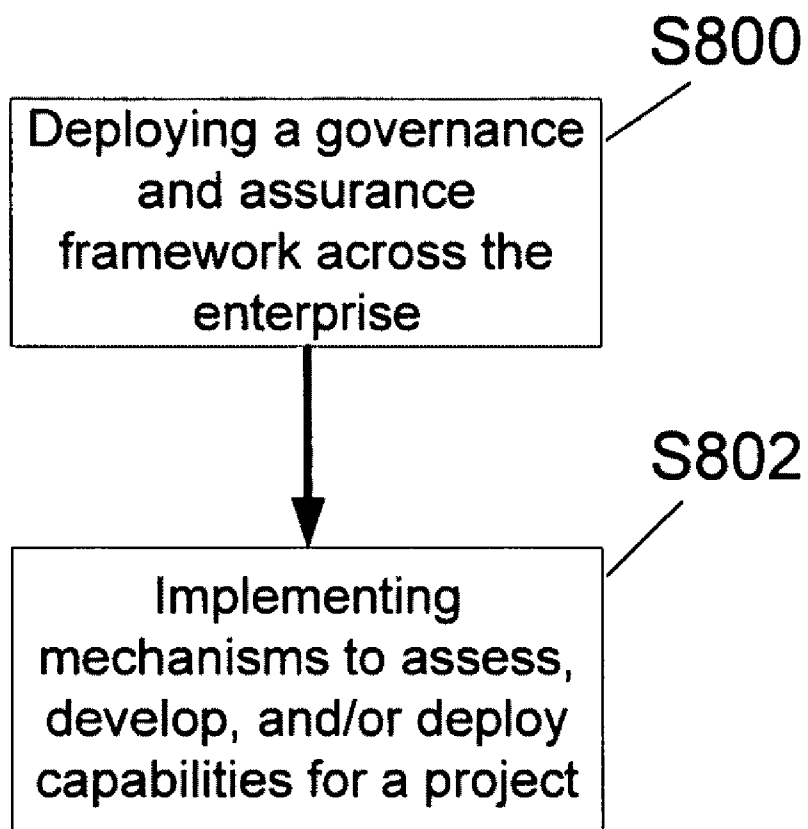 S800
Deploying a governance
and assurance
framework across the
enterprise
S802
Implementing
mechanisms to assess,
develop, and/or deploy
capabilities for a project